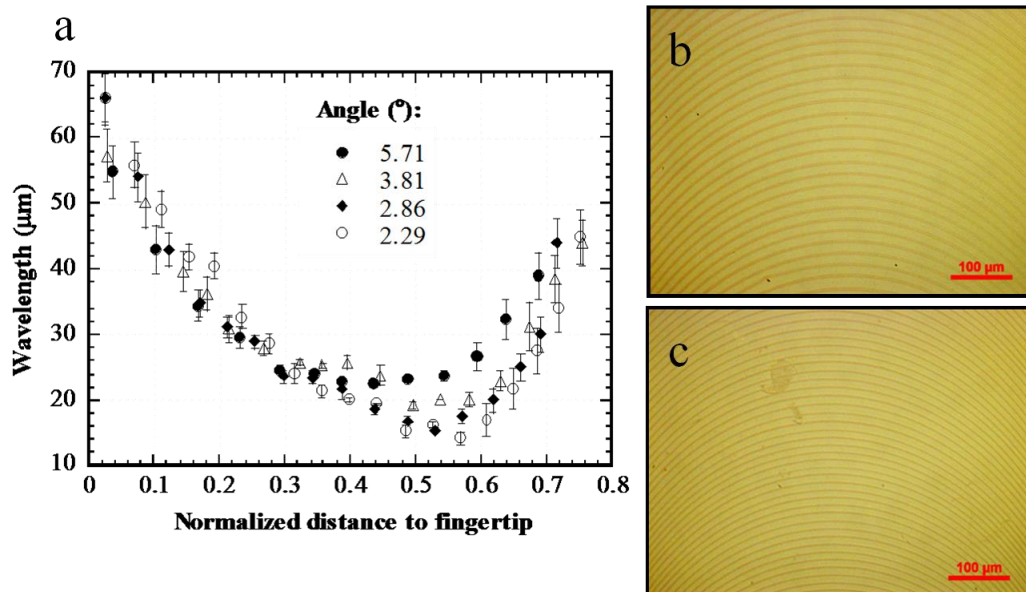 a
70
60
50
40
30
20
10
Wavelength (µm)
Angle (°):
5.71
3.81
2.86
2.29
0 0.1 0.2 0.3 0.4 0.5 0.6 0.7 0.8
Normalized distance to fingertip
b
100 µm
c
100 µm